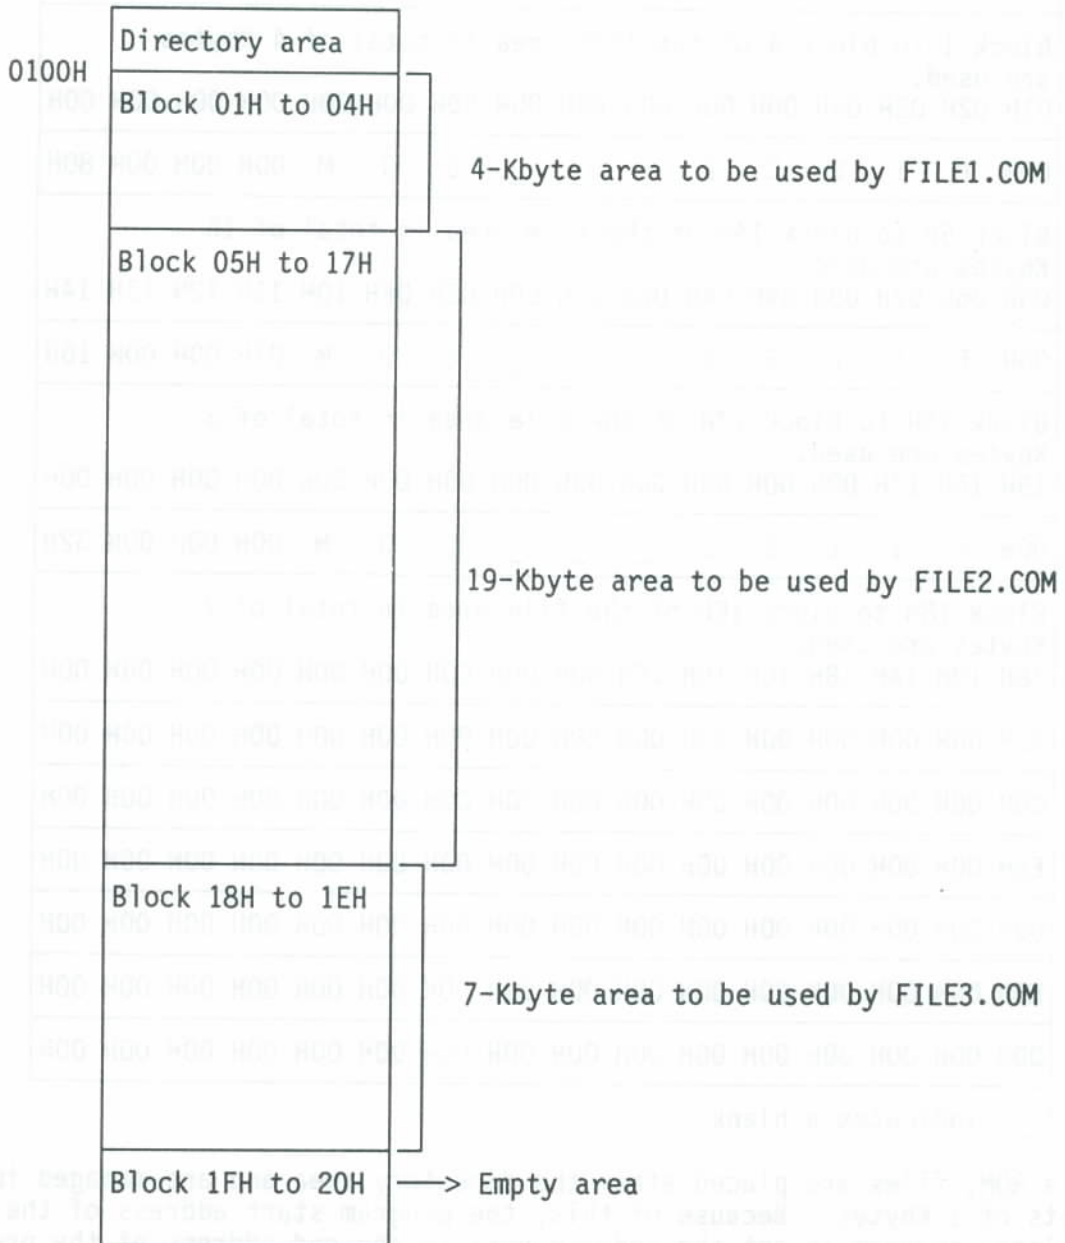 Directory area
0100H
Block 01H to 04H
4-Kbyte area to be used by FILE1.COM
Block 05H to 17H
19-Kbyte area to be used by FILE2.COM
Block 18H to 1EH
7-Kbyte area to be used by FILE3.COM
Block 1FH to 20H ---> Empty area